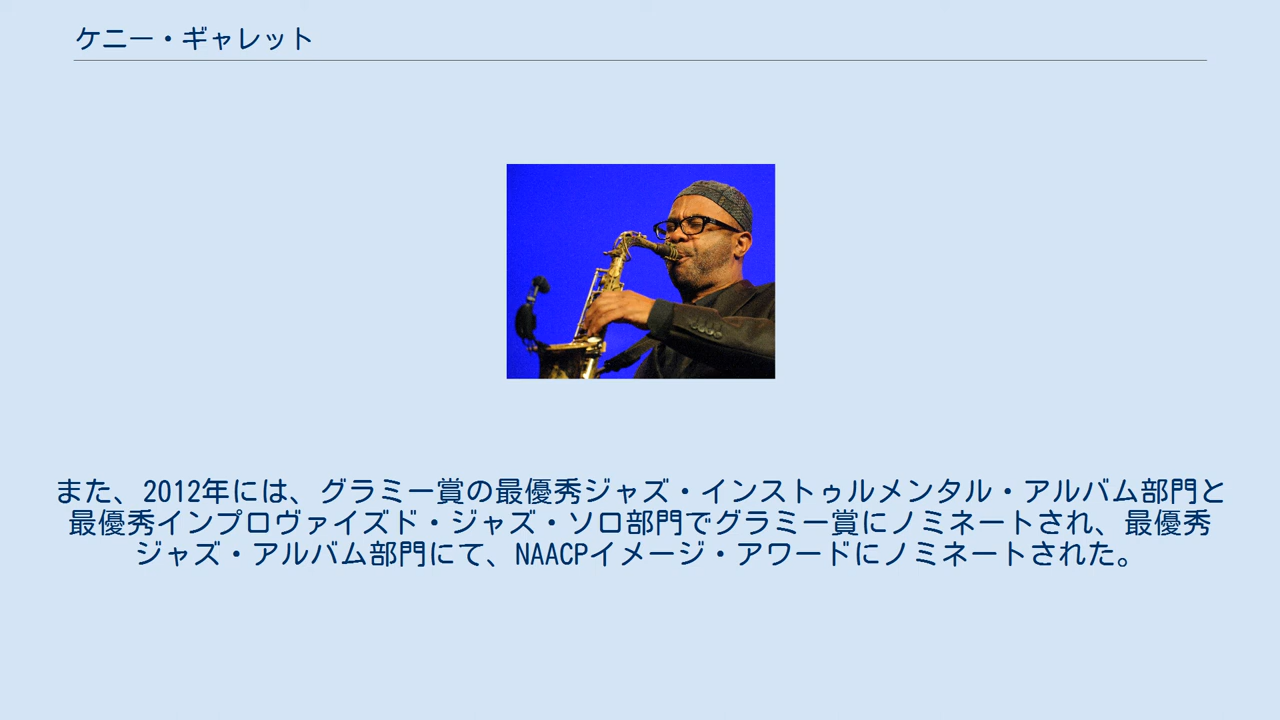 ケニー・ギャレット
また、2012年には、グラミー賞の最優秀ジャズ・インストゥルメンタル・アルバム部門と
最優秀インプロヴァイズド・ジャズ・ソロ部門でグラミー賞にノミネートされ、最優秀
ジャズ・アルバム部門にて、NAACPイメージ・アワードにノミネートされた。